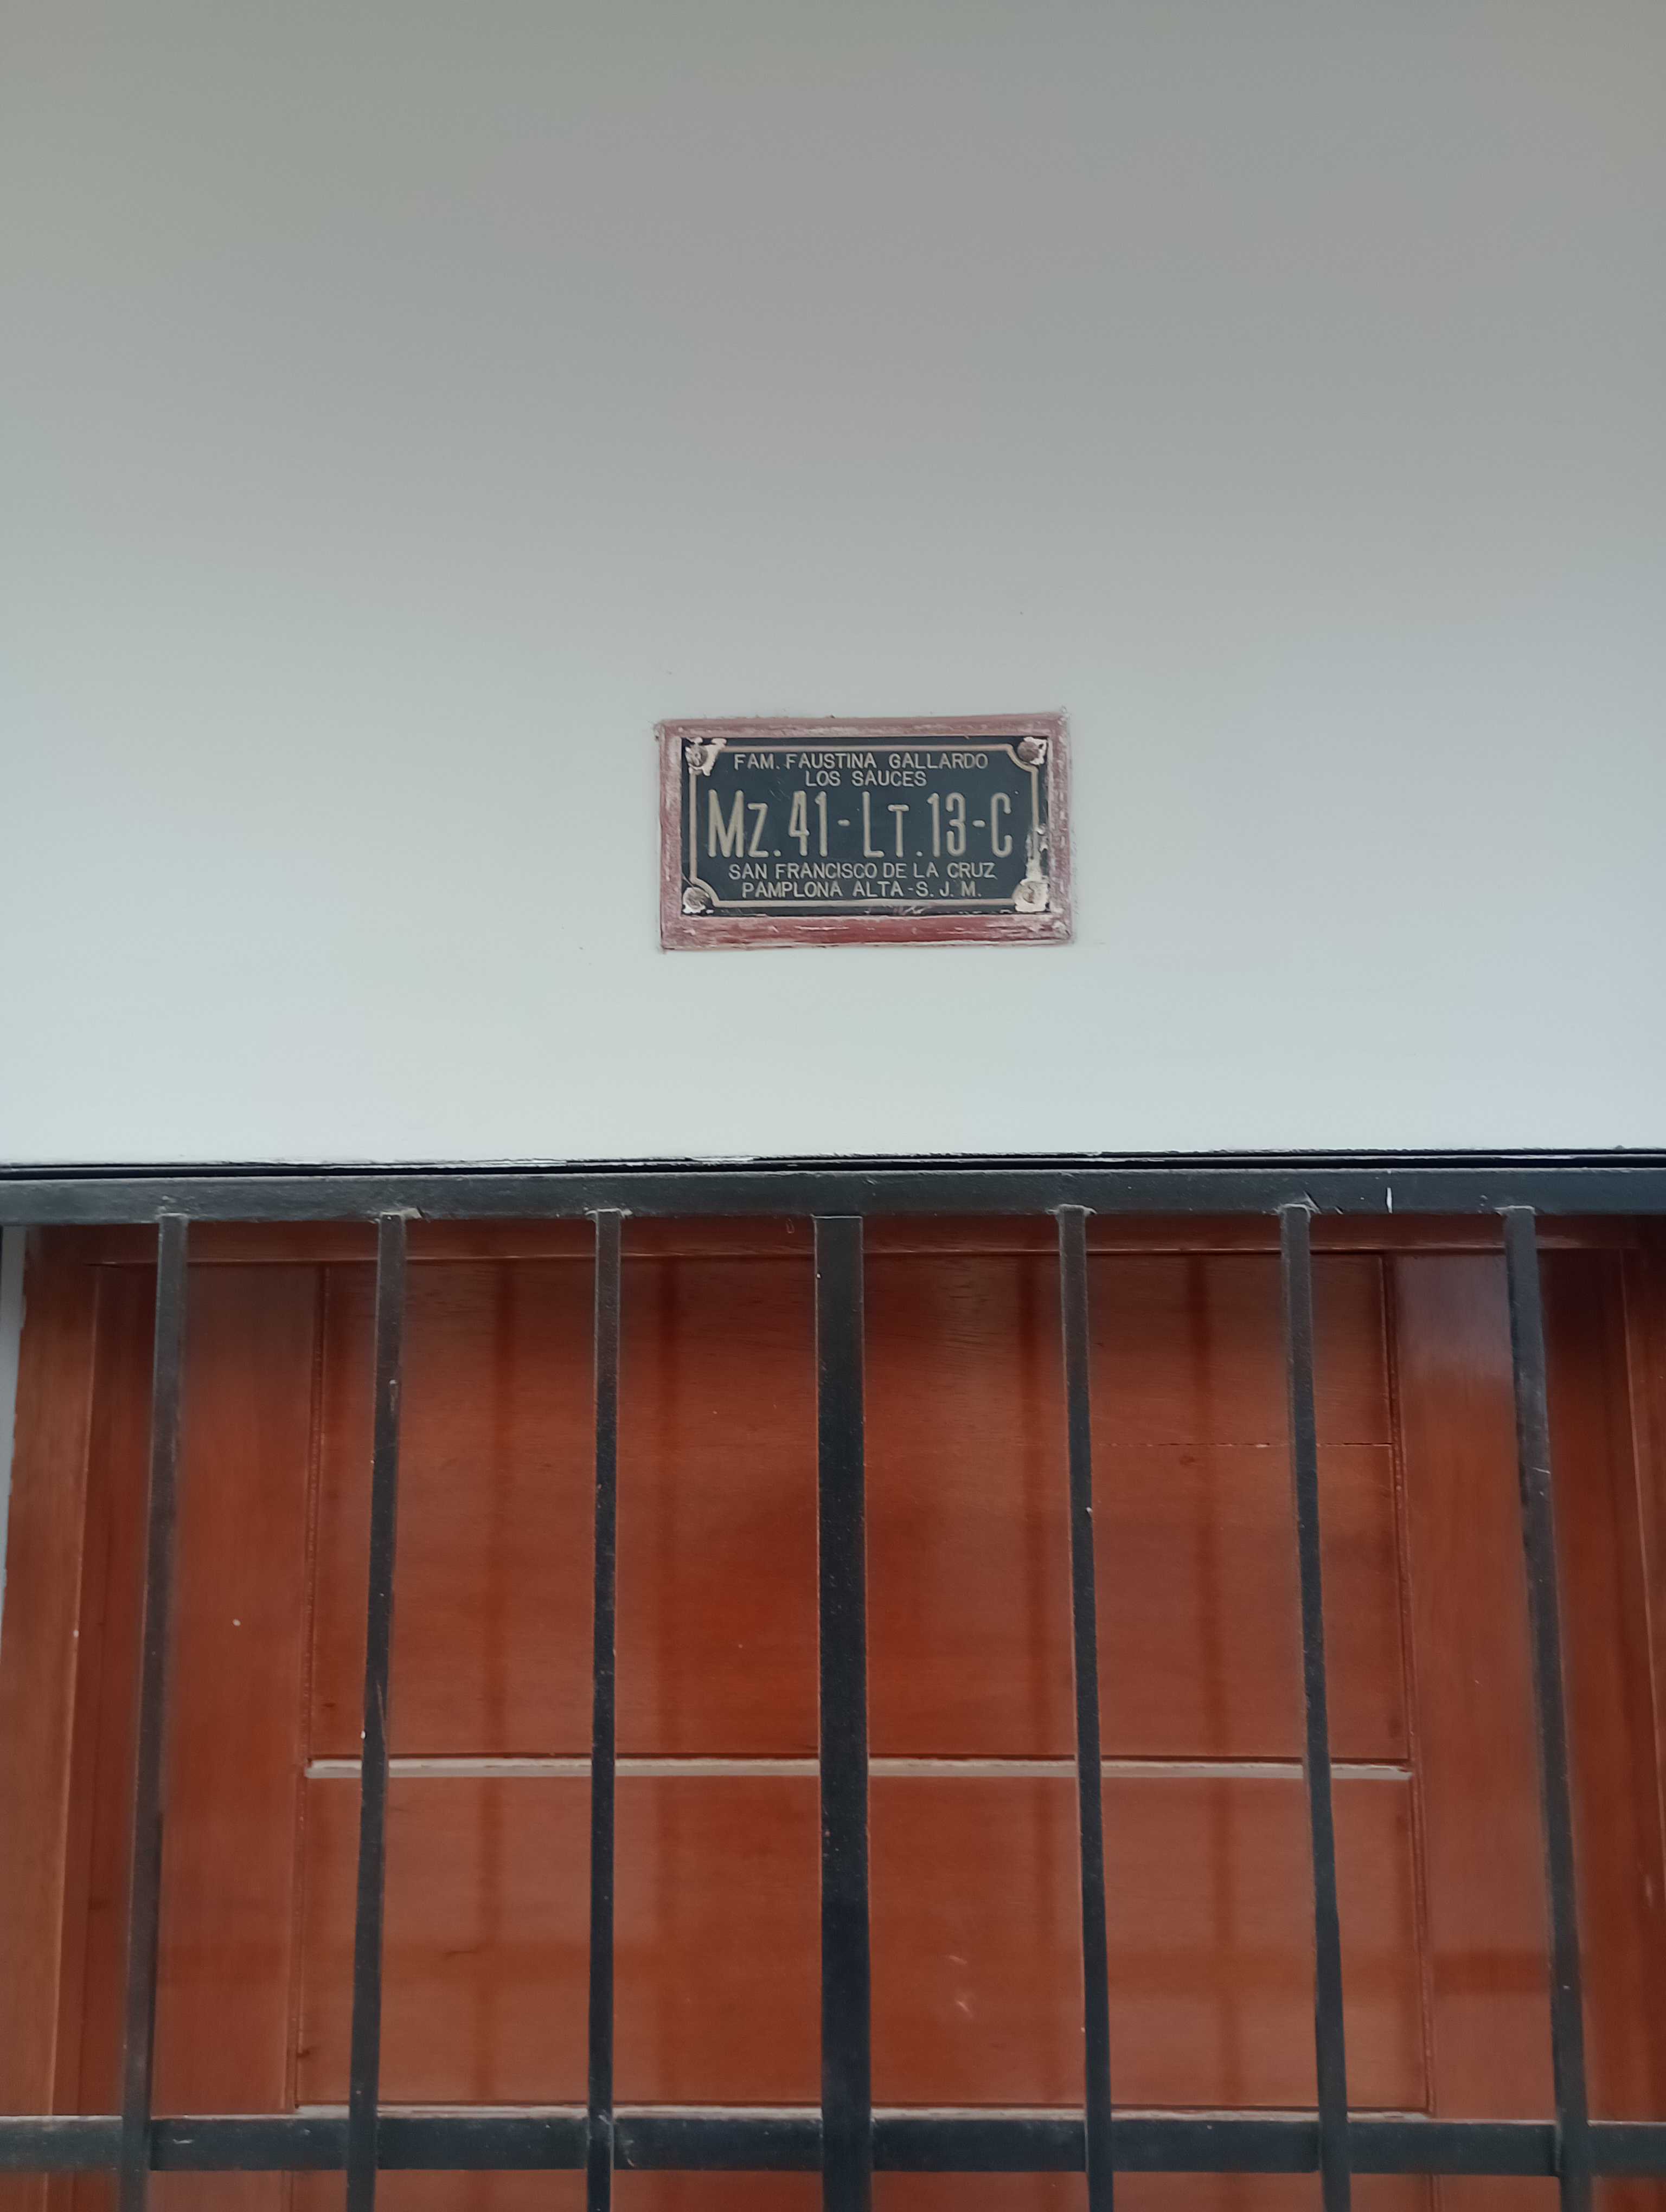 FAM. FAUSTINA GALLARDO
LOS SAUCES
MZ. 41-LT. 13-C
SAN FRANCISCO DE LA CRUZ
PAMPLONA ALTA-S.J.M.